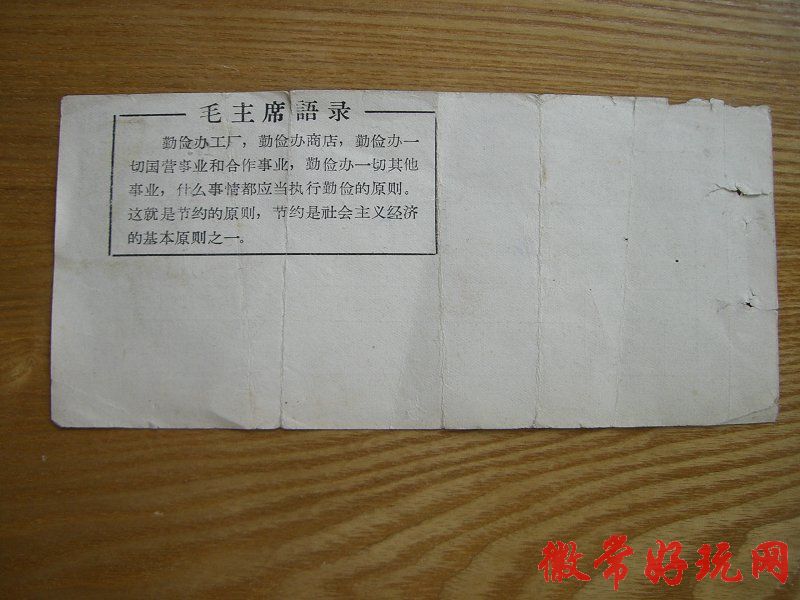 毛主席語录
勤俭办工厂，勤俭办商店，勤俭办一
切国营事业和合作事业，勤俭办一切其他
事业，什么事情都应当执行勤俭的原则。
这就是节约的原则，节约是社会主义经济
的基本原则之一。
徽常好玩网